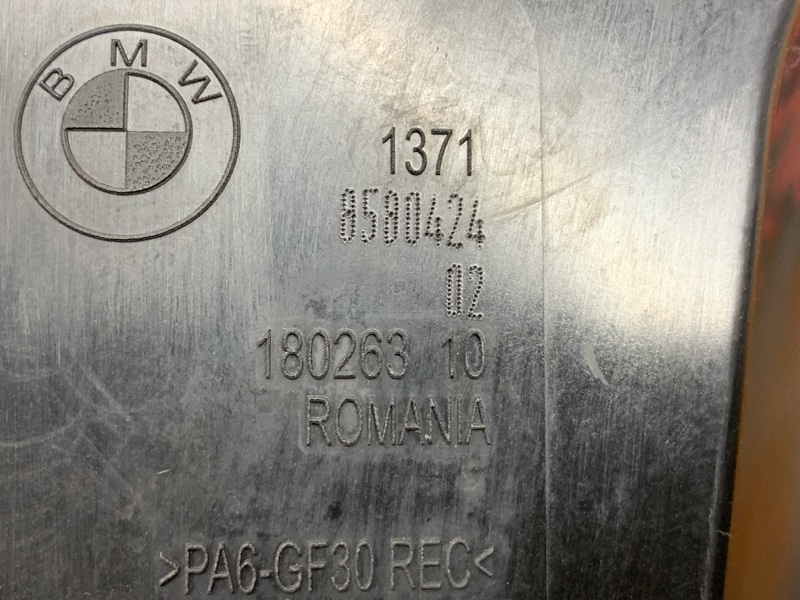 BMW
1371
8580424
02
180263 10
ROMANIA
>PA6-GF30 REC<